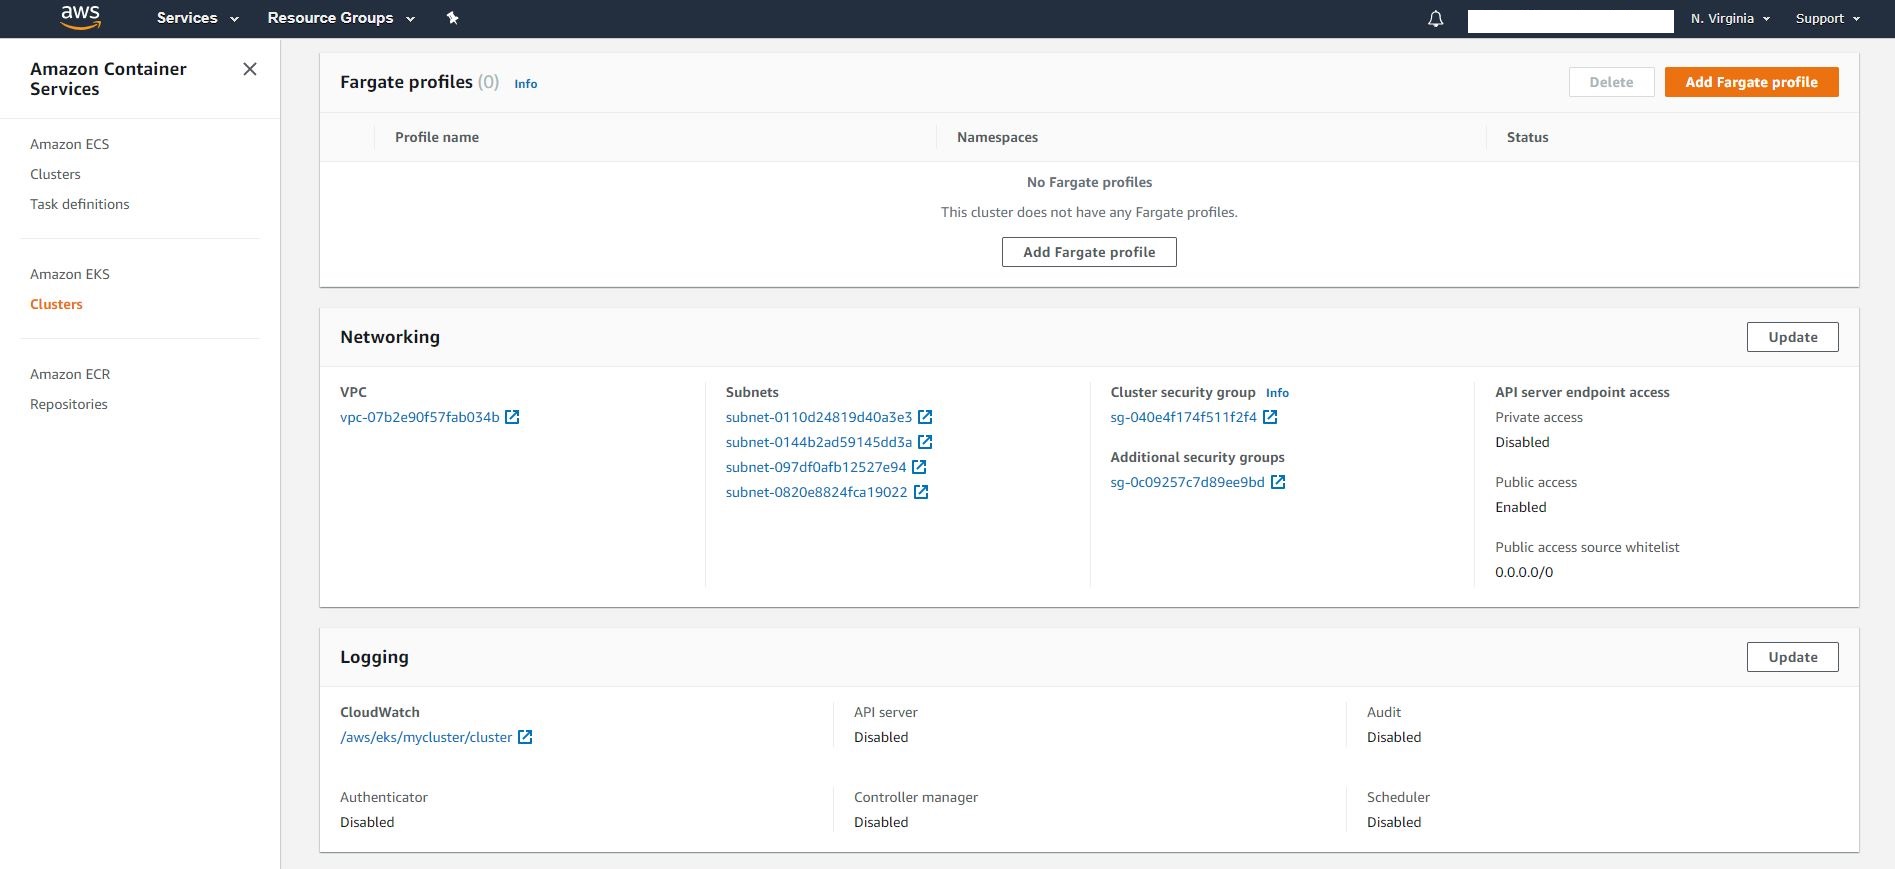 aws
Services
Resource Groups
N. Virginia
Support
Amazon Container
Services
Amazon ECS
Clusters
Task definitions
Amazon EKS
Clusters
Amazon ECR
Repositories
Fargate profiles (0) Info
Delete
Add Fargate profile
Profile name
Namespaces
Status
No Fargate profiles
This cluster does not have any Fargate profiles.
Add Fargate profile
Networking
Update
VPC
vpc-07b2e90f57fab034b
Subnets
subnet-0110d24819d40a3e3
subnet-0144b2ad59145dd3a
subnet-097df0afb12527e94
subnet-0820e8824fca19022
Cluster security group Info
sg-040e4f174f511f2f4
Additional security groups
sg-0c09257c7d89ee9bd
API server endpoint access
Private access
Disabled
Public access
Enabled
Public access source whitelist
0.0.0.0/0
Logging
Update
CloudWatch
/aws/eks/mycluster/cluster
API server
Disabled
Audit
Disabled
Authenticator
Disabled
Controller manager
Disabled
Scheduler
Disabled